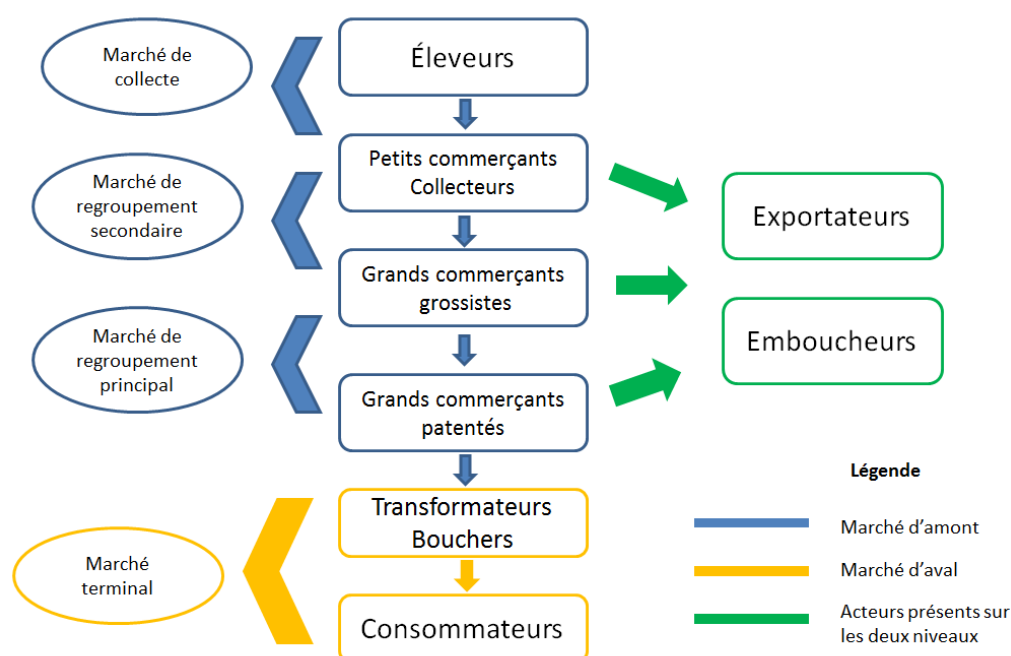 Marché de
collecte
Éleveurs
Petits commerçants
Collecteurs
Marché de
regroupement
secondaire
Exportateurs
Grands commerçants
grossistes
Marché de
regroupement
principal
Emboucheurs
Grands commerçants
patentés
Légende
Transformateurs
Bouchers
Marché d’amont
Marché
terminal
Marché d’aval
Consommateurs
Acteurs présents sur
les deux niveaux